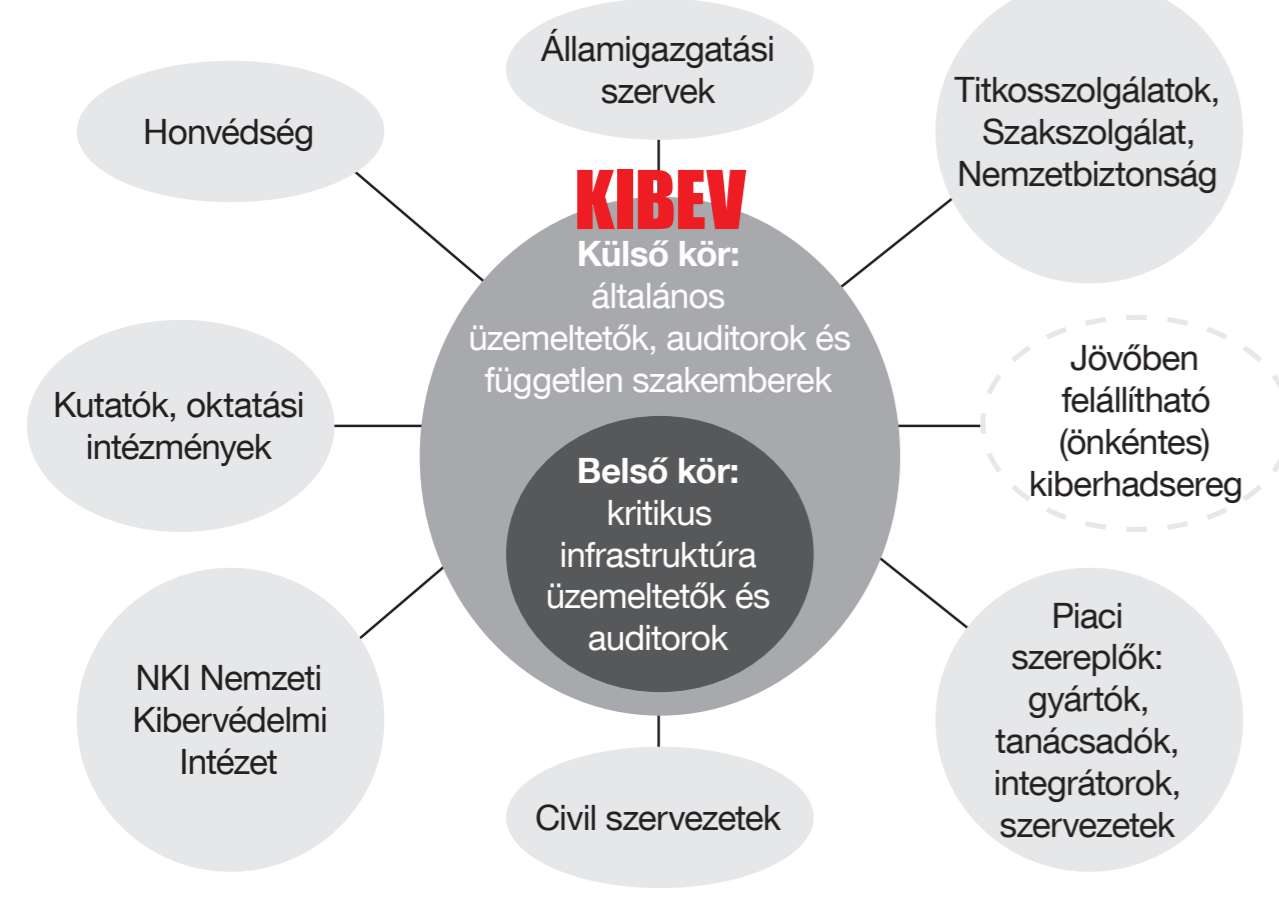 Államigazgatási
szervek
Honvédség
Titkosszolgálatok,
Szakszolgálat,
Nemzetbiztonság
KIBEV
Külső kör:
általános
üzemeltetők, auditorok és
független szakemberek
Kutatók, oktatási
intézmények
Jövőben
felállítható
(önkéntes)
kiberhadsereg
Belső kör:
kritikus
infrastruktúra
üzemeltetők és
auditorok
NKI Nemzeti
Kibervédelmi
Intézet
Piaci
szereplők:
gyártók,
tanácsadók,
integrátorok,
szervezetek
Civil szervezetek